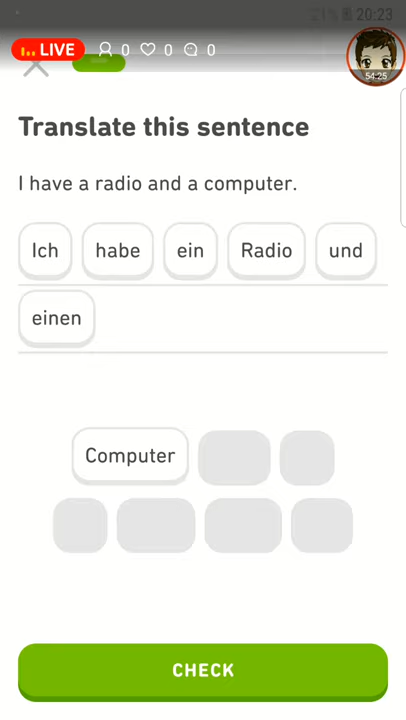 20:23
LIVE 0 0 0
54:25
Translate this sentence
I have a radio and a computer.
Ich habe ein Radio und
einen
Computer
CHECK